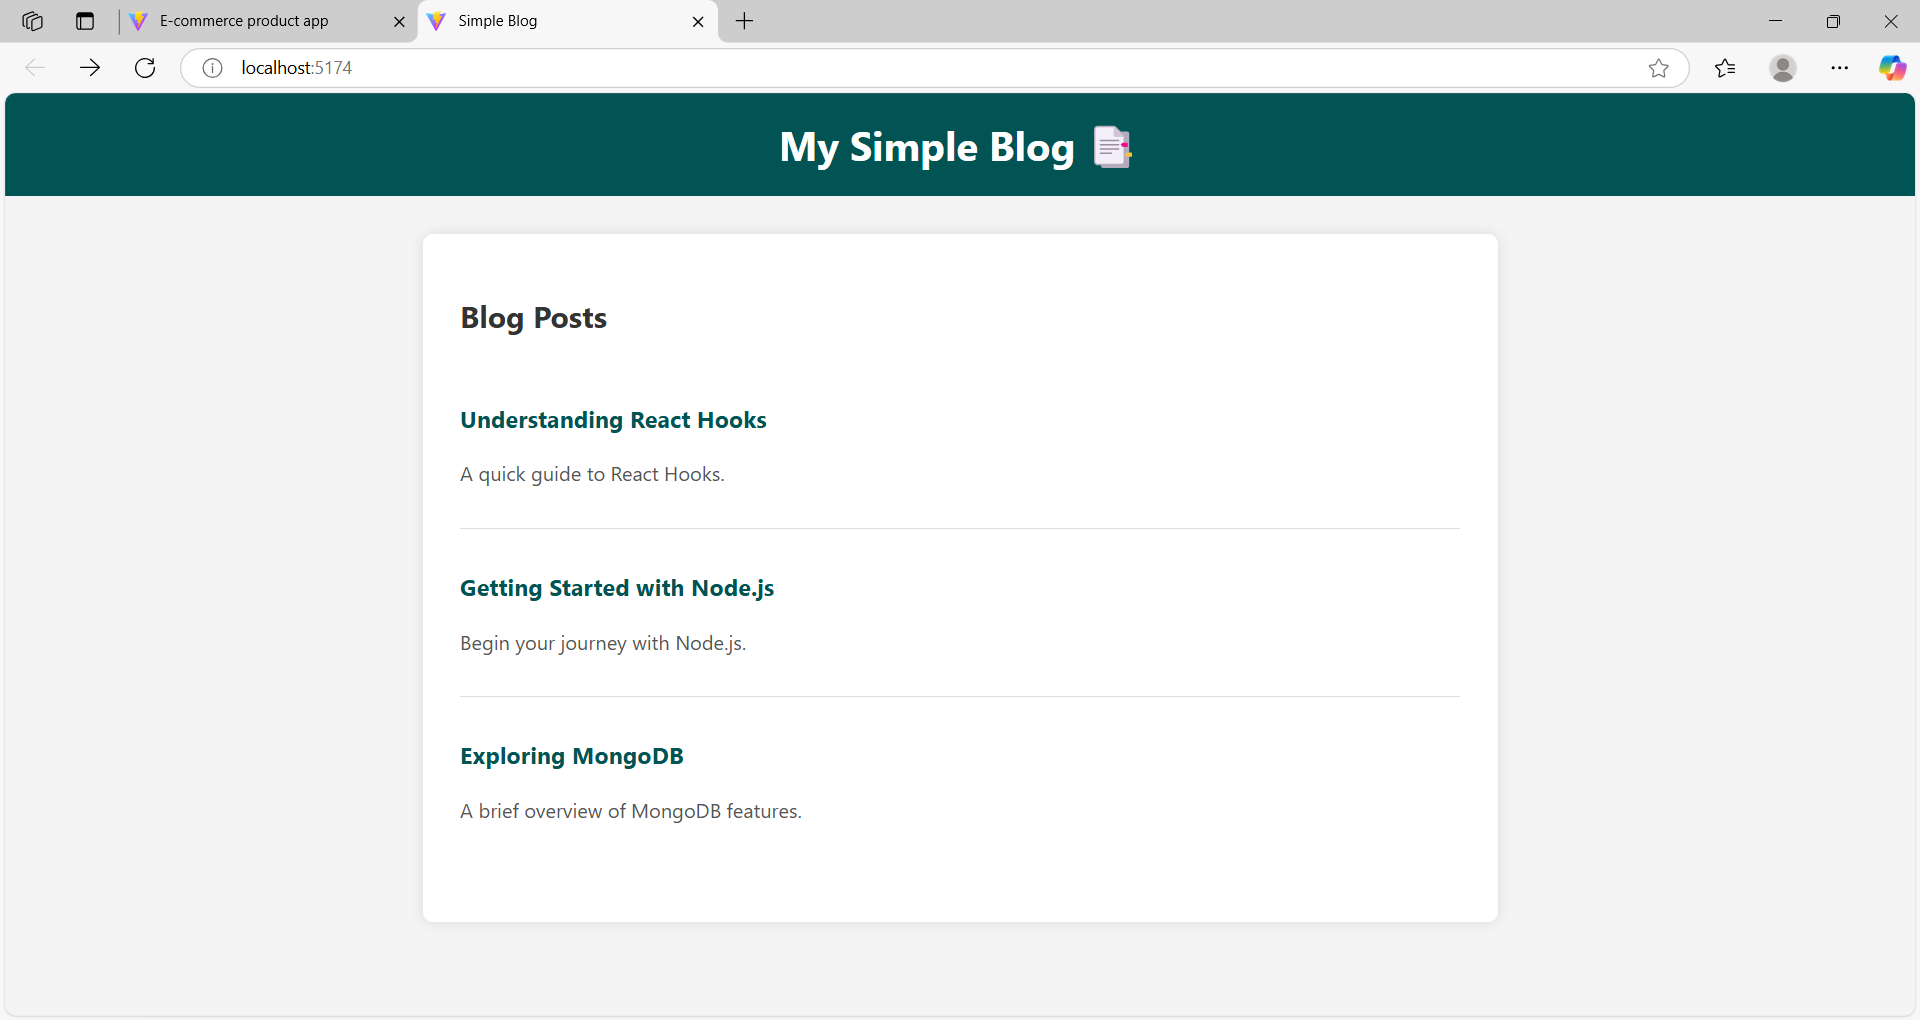 E-commerce product app
Simple Blog
localhost:5174
My Simple Blog 📑
Blog Posts
Understanding React Hooks
A quick guide to React Hooks.
Getting Started with Node.js
Begin your journey with Node.js.
Exploring MongoDB
A brief overview of MongoDB features.